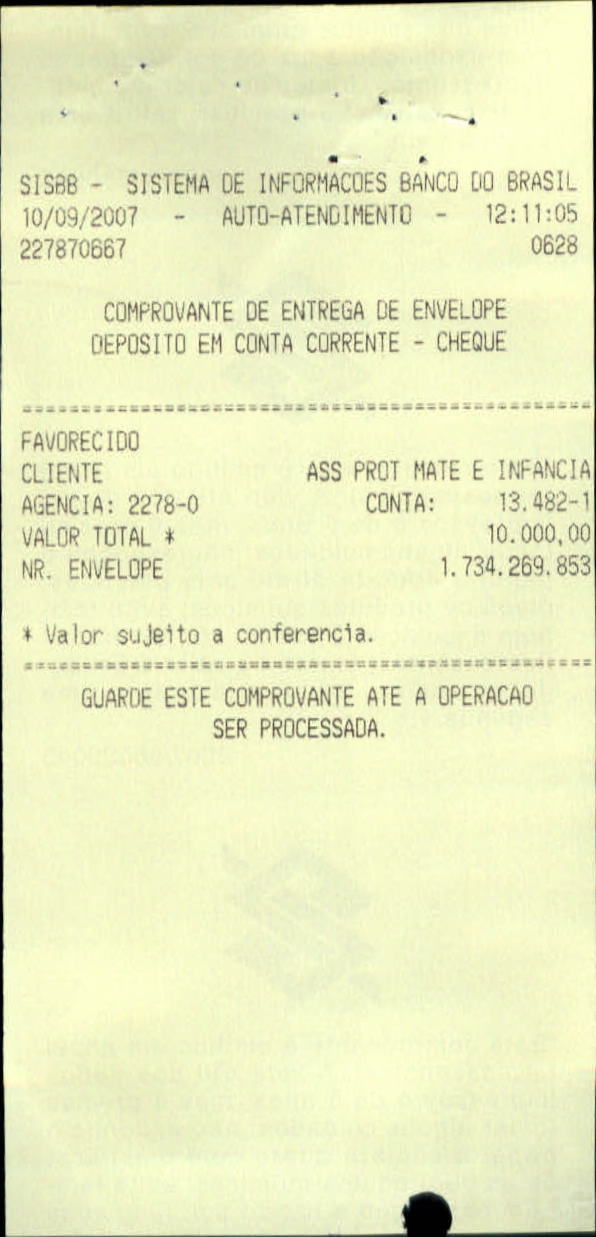 SISBB - SISTEMA DE INFORMACOES BANCO DO BRASIL
10/09/2007 - AUTO-ATENDIMENTO - 12:11:05
227870667 0628
COMPROVANTE DE ENTREGA DE ENVELOPE
DEPOSITO EM CONTA CORRENTE - CHEQUE
================================================
FAVORECIDO
CLIENTE ASS PROT MATE E INFANCIA
AGENCIA: 2278-0 CONTA: 13.482-1
VALOR TOTAL * 10.000,00
NR. ENVELOPE 1.734.269.853
* Valor sujeito a conferencia.
================================================
GUARDE ESTE COMPROVANTE ATE A OPERACAO
SER PROCESSADA.